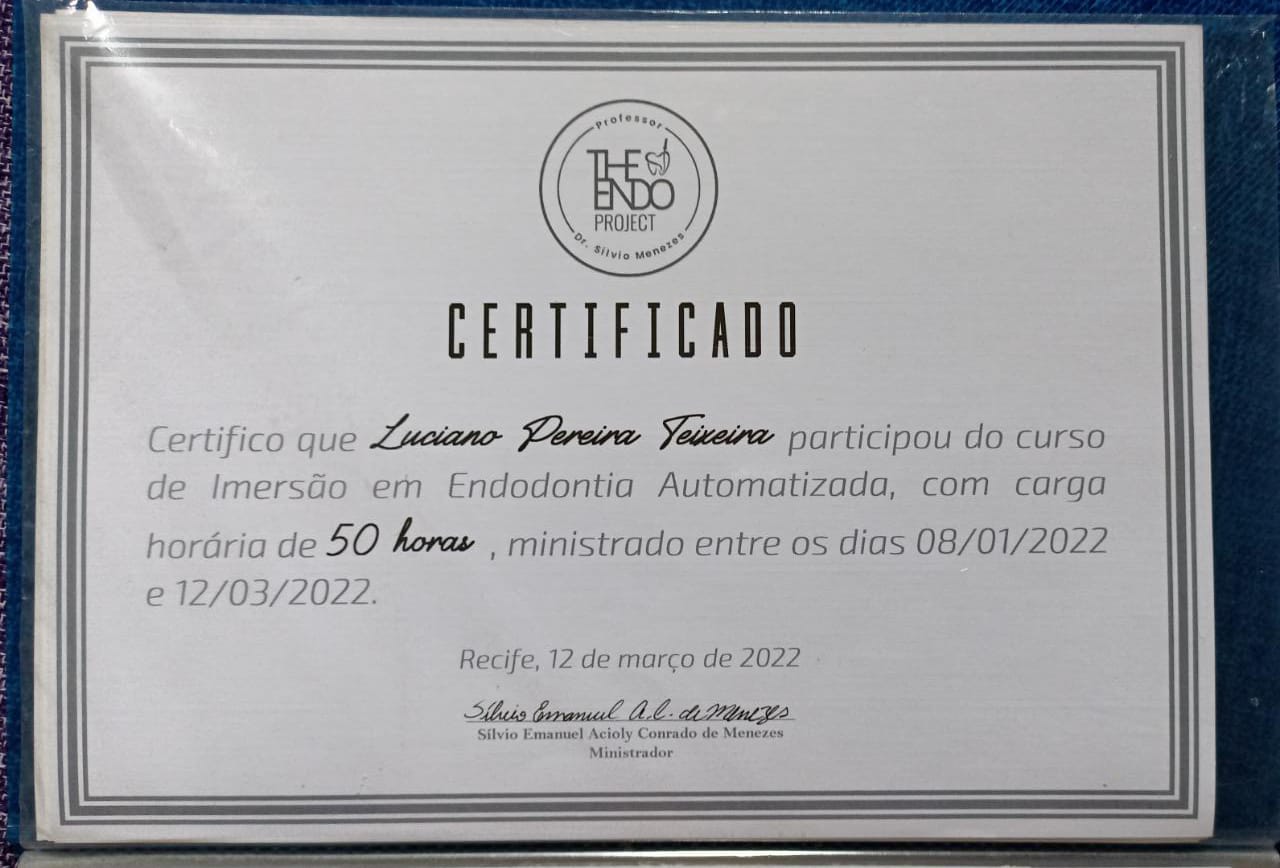 Professor
THE
ENDO
PROJECT
Dr. Silvio Menezes
CERTIFICADO
Certifico que Luciano Pereira Teixeira participou do curso
de Imersão em Endodontia Automatizada, com carga
horária de 50 horas , ministrado entre os dias 08/01/2022
e 12/03/2022.
Recife, 12 de março de 2022
Silvio Emanuel A.C. de Menezes
Sílvio Emanuel Acioly Conrado de Menezes
Ministrador